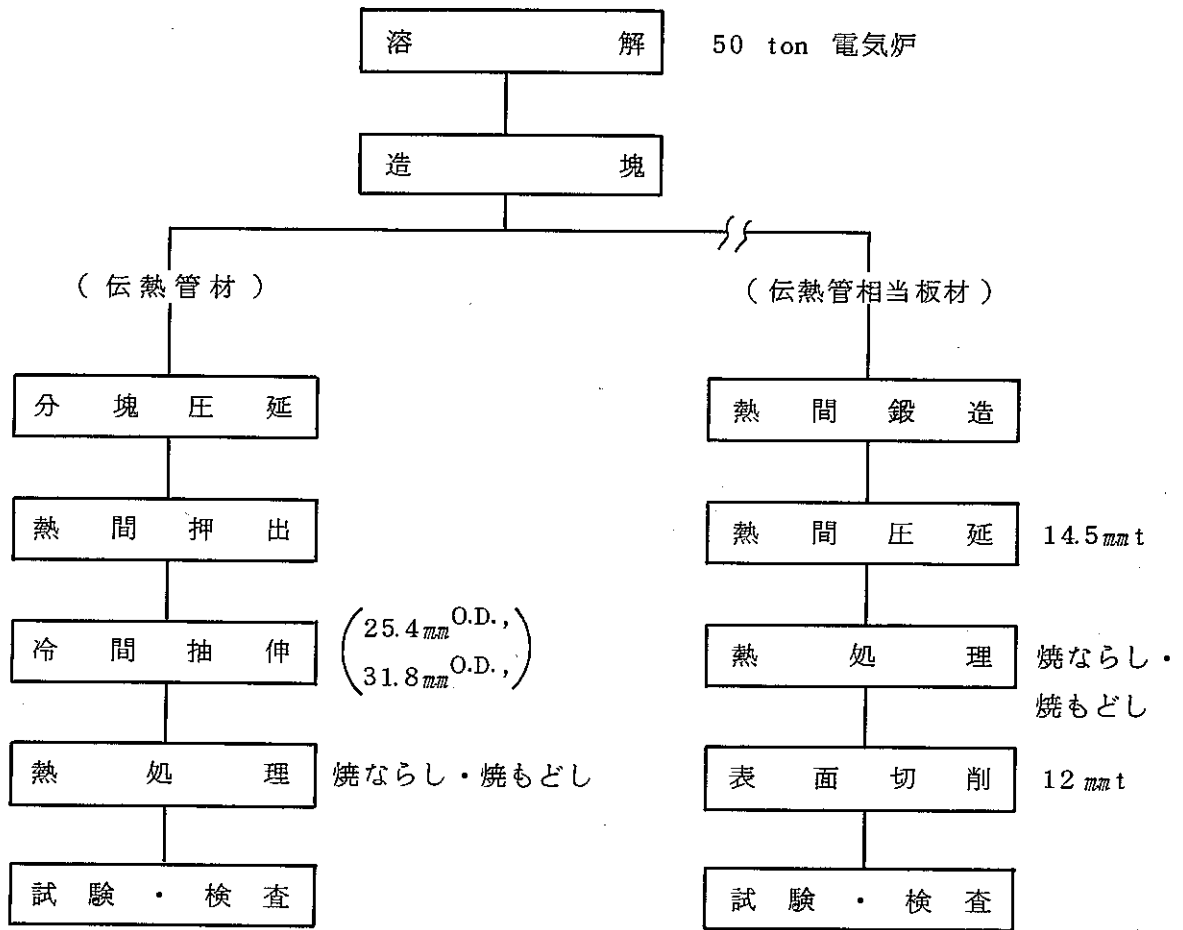 溶解 50 ton 電気炉
造塊
（伝熱管材）
分塊圧延
熱間押出
冷間抽伸 (25.4mm O.D.,
31.8mm O.D.,)
熱処理 焼ならし・焼もどし
試験・検査
（伝熱管相当板材）
熱間鍛造
熱間圧延 14.5mmt
熱処理 焼ならし・
焼もどし
表面切削 12mmt
試験・検査